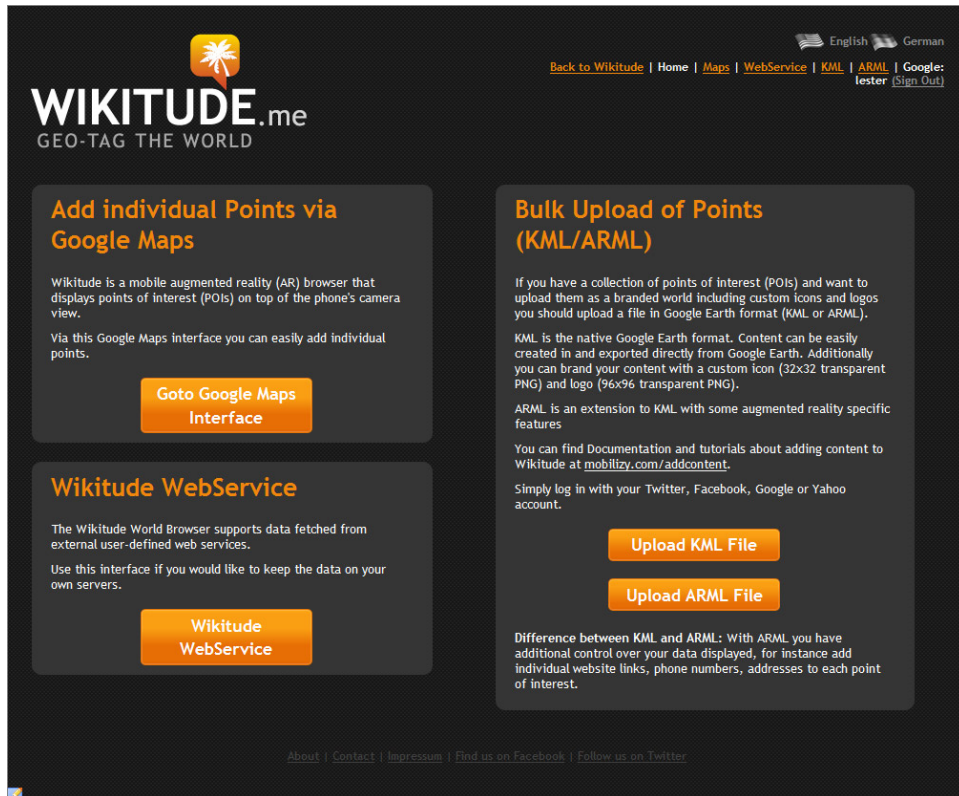 English German
Back to Wikitude | Home | Maps | WebService | KML | ARML | Google:
lester (Sign Out)
WIKITUDE.me
GEO-TAG THE WORLD
Add individual Points via
Google Maps
Wikitude is a mobile augmented reality (AR) browser that
displays points of interest (POIs) on top of the phone's camera
view.
Via this Google Maps interface you can easily add individual
points.
Goto Google Maps
Interface
Wikitude WebService
The Wikitude World Browser supports data fetched from
external user-defined web services.
Use this interface if you would like to keep the data on your
own servers.
Wikitude
WebService
Bulk Upload of Points
(KML/ARML)
If you have a collection of points of interest (POIs) and want to
upload them as a branded world including custom icons and logos
you should upload a file in Google Earth format (KML or ARML).
KML is the native Google Earth format. Content can be easily
created in and exported directly from Google Earth. Additionally
you can brand your content with a custom icon (32x32 transparent
PNG) and logo (96x96 transparent PNG).
ARML is an extension to KML with some augmented reality specific
features
You can find Documentation and tutorials about adding content to
Wikitude at mobilizy.com/addcontent.
Simply log in with your Twitter, Facebook, Google or Yahoo
account.
Upload KML File
Upload ARML File
Difference between KML and ARML: With ARML you have
additional control over your data displayed, for instance add
individual website links, phone numbers, addresses to each point
of interest.
About | Contact | Impressum | Find us on Facebook | Follow us on Twitter